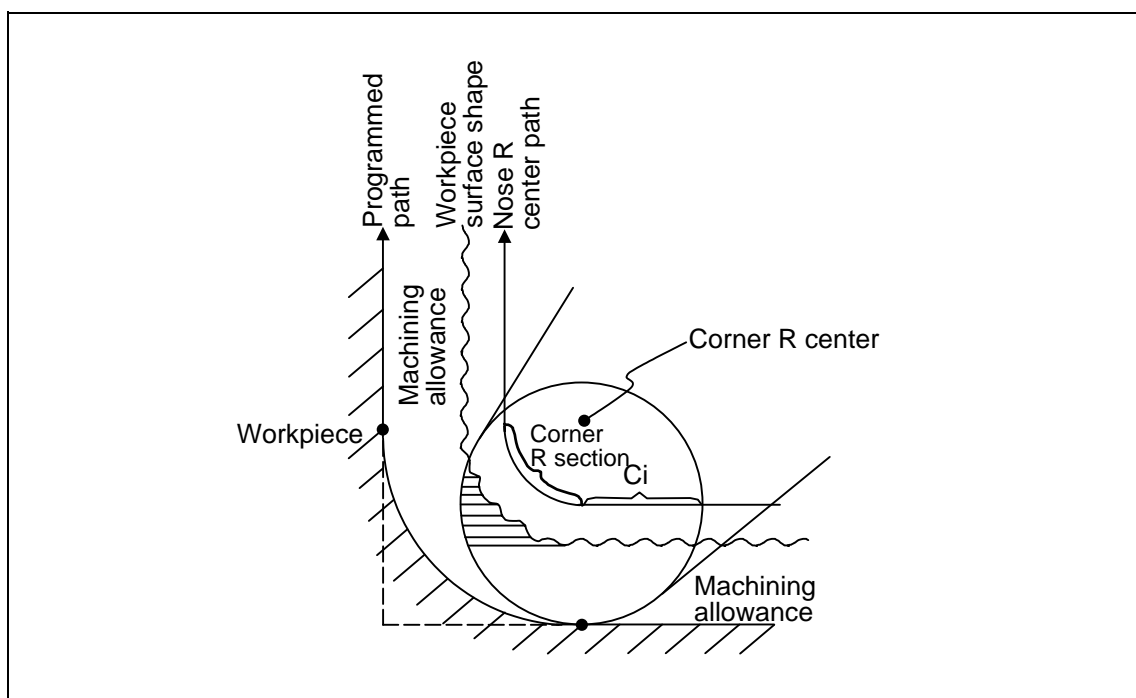 Programmed
path
Machining
allowance
Workpiece
surface shape
Nose R
center path
Corner R center
Workpiece
Corner
R section
Ci
Machining
allowance